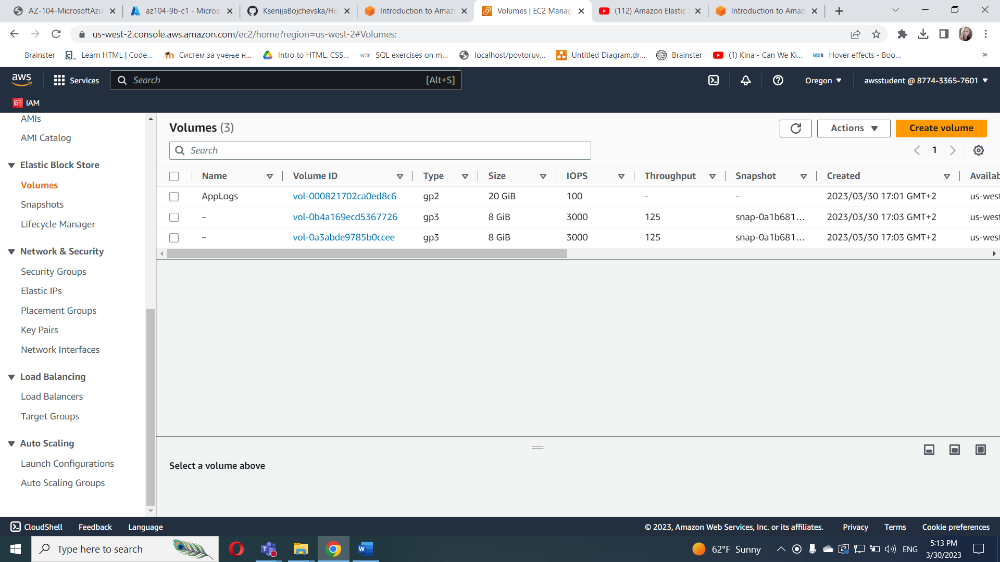 AZ-104-MicrosoftAzu
az104-9b-c1 - Micros
KsenijaBojchevska/Ho
Introduction to Amaz
Volumes | EC2 Manag
(112) Amazon Elastic
Introduction to Amaz
us-west-2.console.aws.amazon.com/ec2/home?region=us-west-2#Volumes:
Brainster
Learn HTML | Code...
Систем за учење н...
Intro to HTML, CSS...
SQL exercises on m...
localhost/povtoruv...
Untitled Diagram.dr...
Brainster
(1) Kina - Can We Ki...
Hover effects - Boo...
»
aws
Services
Search
[Alt+S]
Oregon
awsstudent @ 8774-3365-7601
IAM
AMIs
AMI Catalog
Elastic Block Store
Volumes
Snapshots
Lifecycle Manager
Network & Security
Security Groups
Elastic IPs
Placement Groups
Key Pairs
Network Interfaces
Load Balancing
Load Balancers
Target Groups
Auto Scaling
Launch Configurations
Auto Scaling Groups
Volumes (3)
Actions
Create volume
Search
1
Name Volume ID Type Size IOPS Throughput Snapshot Created Availab
AppLogs vol-000821702ca0ed8c6 gp2 20 GiB 100 - - 2023/03/30 17:01 GMT+2 us-west
– vol-0b4a169ecd5367726 gp3 8 GiB 3000 125 snap-0a1b681... 2023/03/30 17:03 GMT+2 us-west
– vol-0a3abde9785b0ccee gp3 8 GiB 3000 125 snap-0a1b681... 2023/03/30 17:03 GMT+2 us-west
Select a volume above
CloudShell Feedback Language
© 2023, Amazon Web Services, Inc. or its affiliates. Privacy Terms Cookie preferences
Type here to search
62°F Sunny
ENG
5:13 PM
3/30/2023